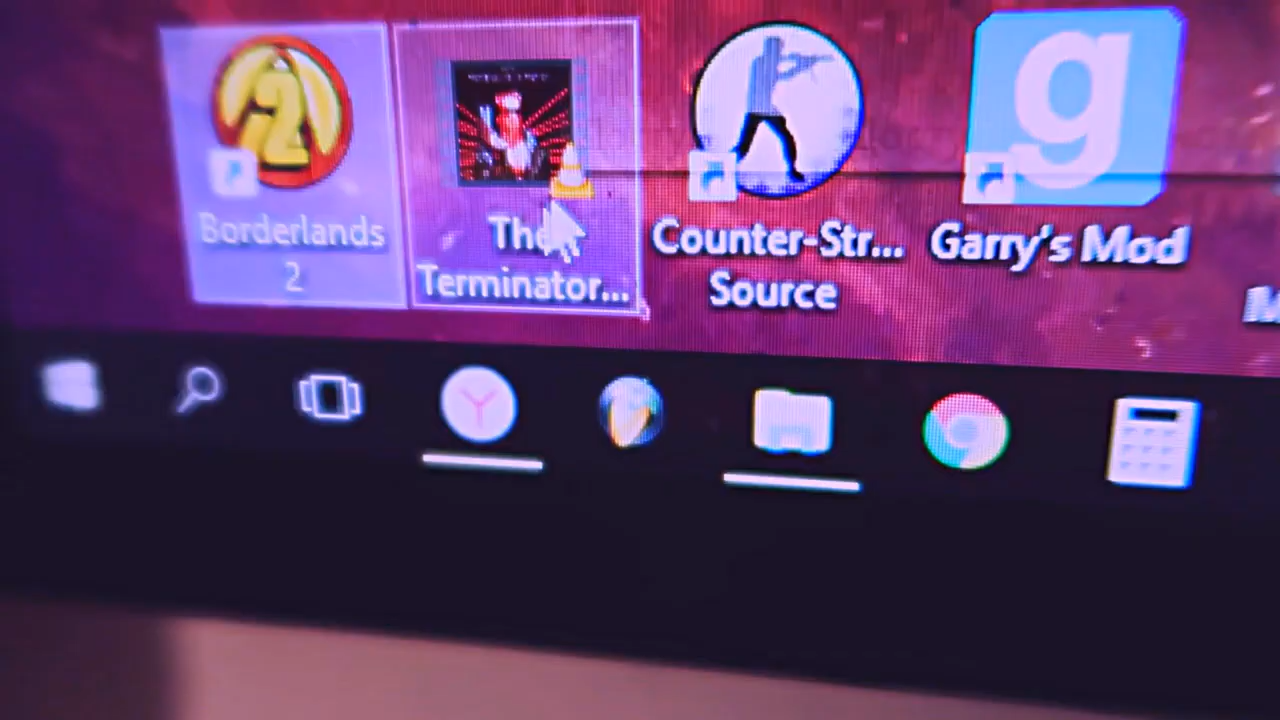 Borderlands
2
The
Terminator...
Counter-Str...
Source
g
Garry's Mod